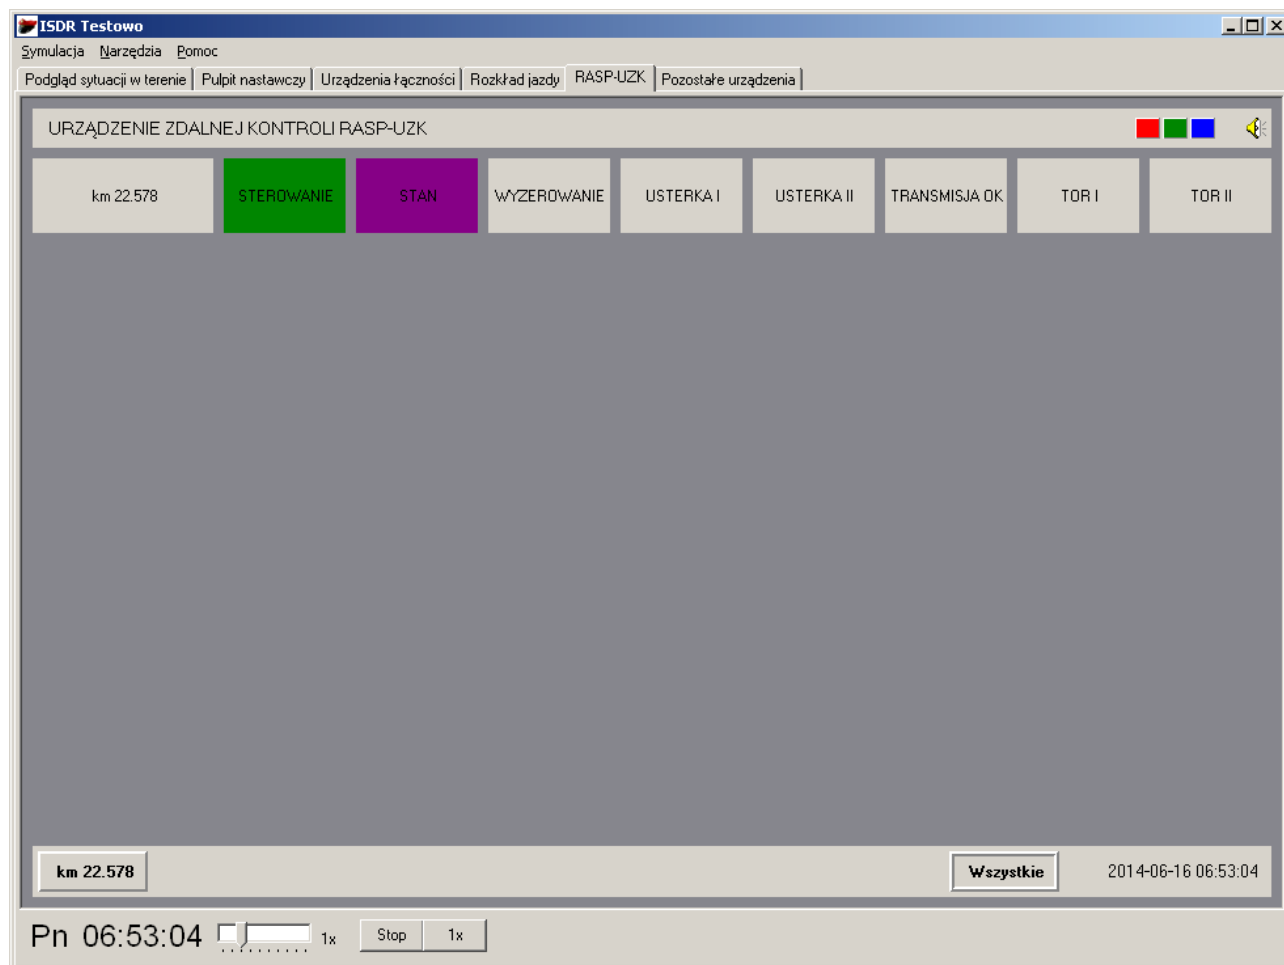 ISDR Testowo
Symulacja Narzędzia Pomoc
Podgląd sytuacji w terenie Pulpit nastawczy Urządzenia łączności Rozkład jazdy RASP-UZK Pozostałe urządzenia
URZĄDZENIE ZDALNEJ KONTROLI RASP-UZK
km 22.578 STEROWANIE STAN WYZEROWANIE USTERKA I USTERKA II TRANSMISJA OK TOR I TOR II
km 22.578 Wszystkie 2014-06-16 06:53:04
Pn 06:53:04 1x Stop 1x